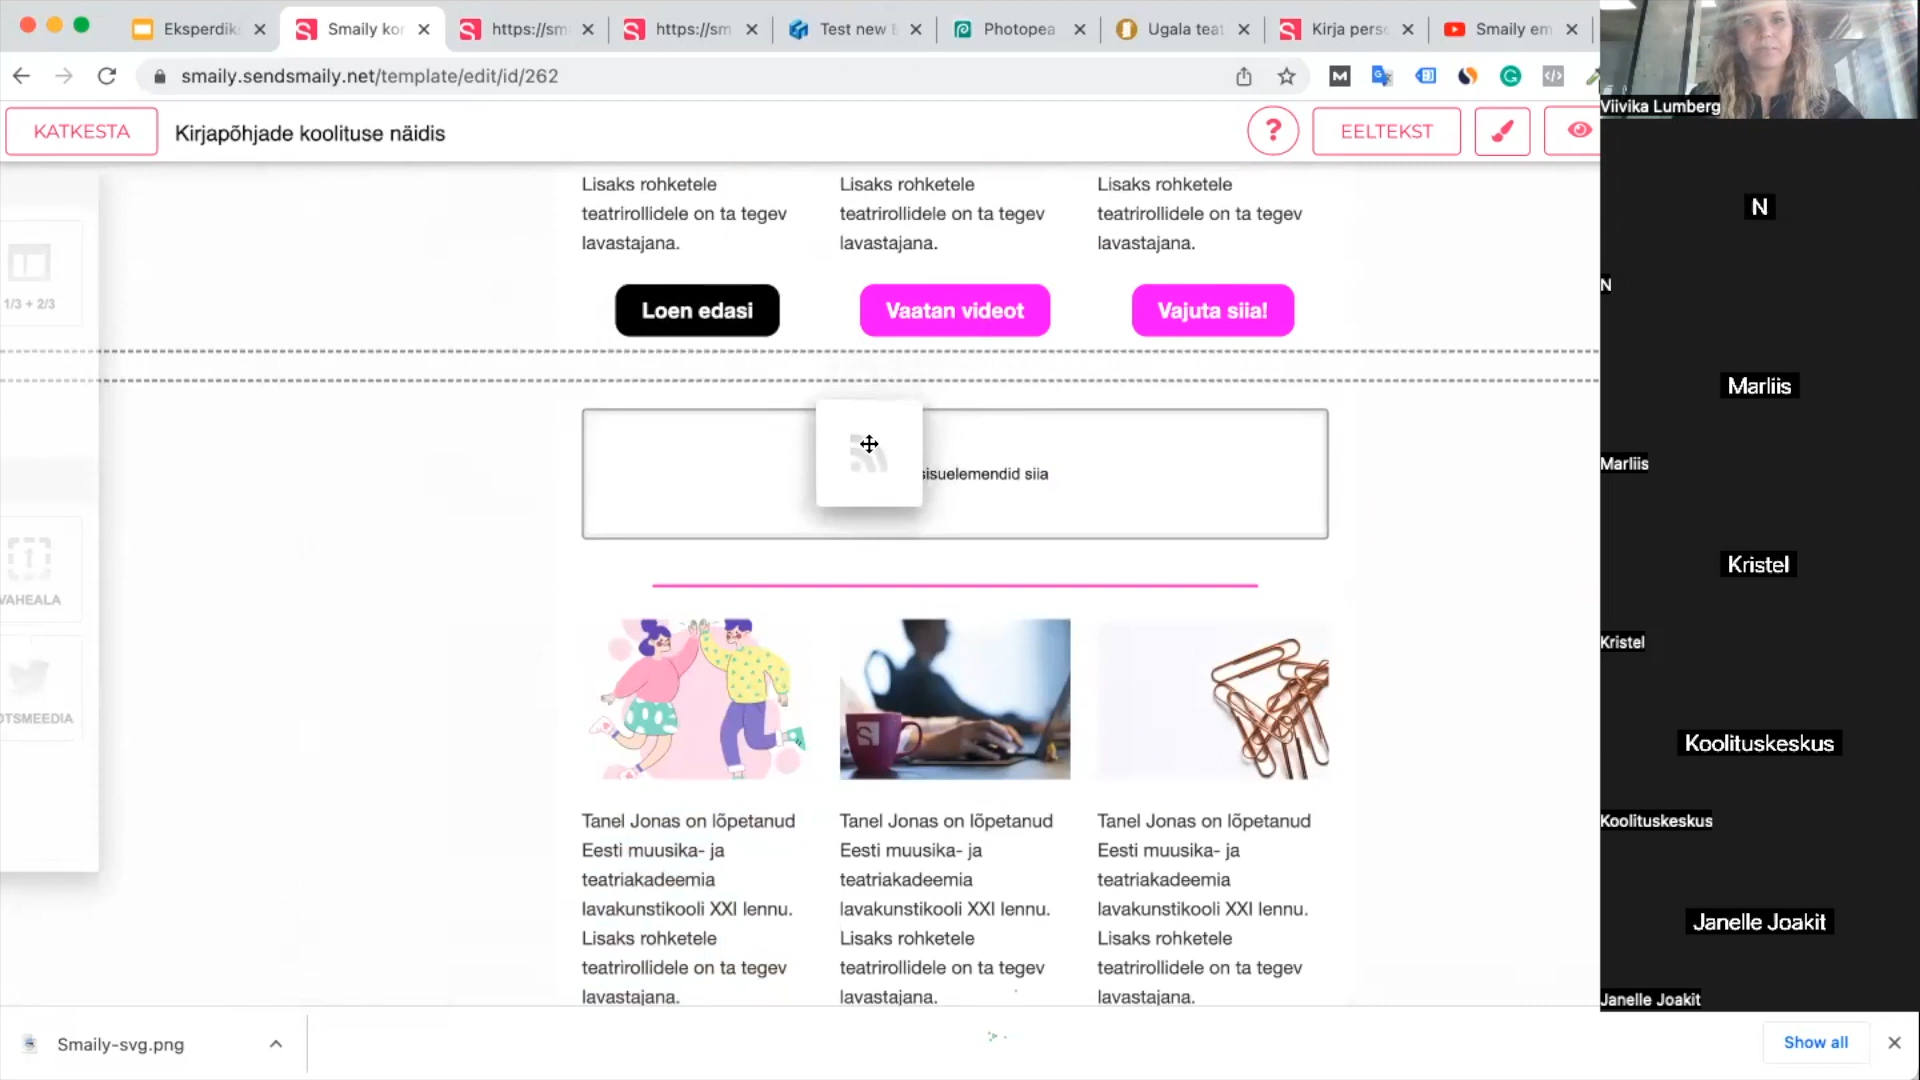 Eksperdik
Smaily kor
https://sm
https://sm
Test new
Photopea
Ugala teat
Kirja perso
Smaily em
smaily.sendsmaily.net/template/edit/id/262
KATKESTA
Kirjapõhjade koolituse näidis
?
EELTEKST
Lisaks rohketele
teatrirollidele on ta tegev
lavastajana.
Lisaks rohketele
teatrirollidele on ta tegev
lavastajana.
Lisaks rohketele
teatrirollidele on ta tegev
lavastajana.
Loen edasi
Vaatan videot
Vajuta siia!
1/3 + 2/3
VAHEALA
OTSMEEDIA
sisuelemendid siia
Tanel Jonas on lõpetanud
Eesti muusika- ja
teatriakadeemia
lavakunstikooli XXI lennu.
Lisaks rohketele
teatrirollidele on ta tegev
lavastajana.
Tanel Jonas on lõpetanud
Eesti muusika- ja
teatriakadeemia
lavakunstikooli XXI lennu.
Lisaks rohketele
teatrirollidele on ta tegev
lavastajana.
Tanel Jonas on lõpetanud
Eesti muusika- ja
teatriakadeemia
lavakunstikooli XXI lennu.
Lisaks rohketele
teatrirollidele on ta tegev
lavastajana.
Smaily-svg.png
Show all
Viivika Lumberg
N
N
Marliis
Marliis
Kristel
Kristel
Koolituskeskus
Koolituskeskus
Janelle Joakit
Janelle Joakit